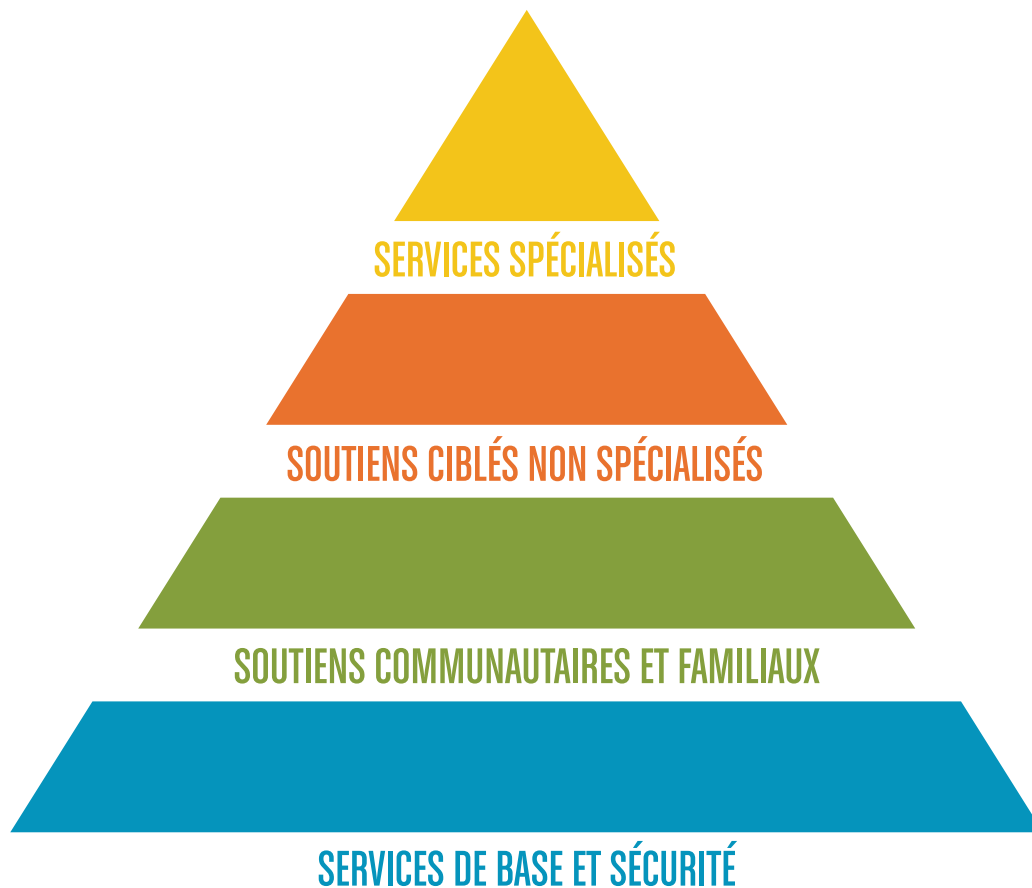 SERVICES SPÉCIALISÉS
SOUTIENS CIBLÉS NON SPÉCIALISÉS
SOUTIENS COMMUNAUTAIRES ET FAMILIAUX
SERVICES DE BASE ET SÉCURITÉ